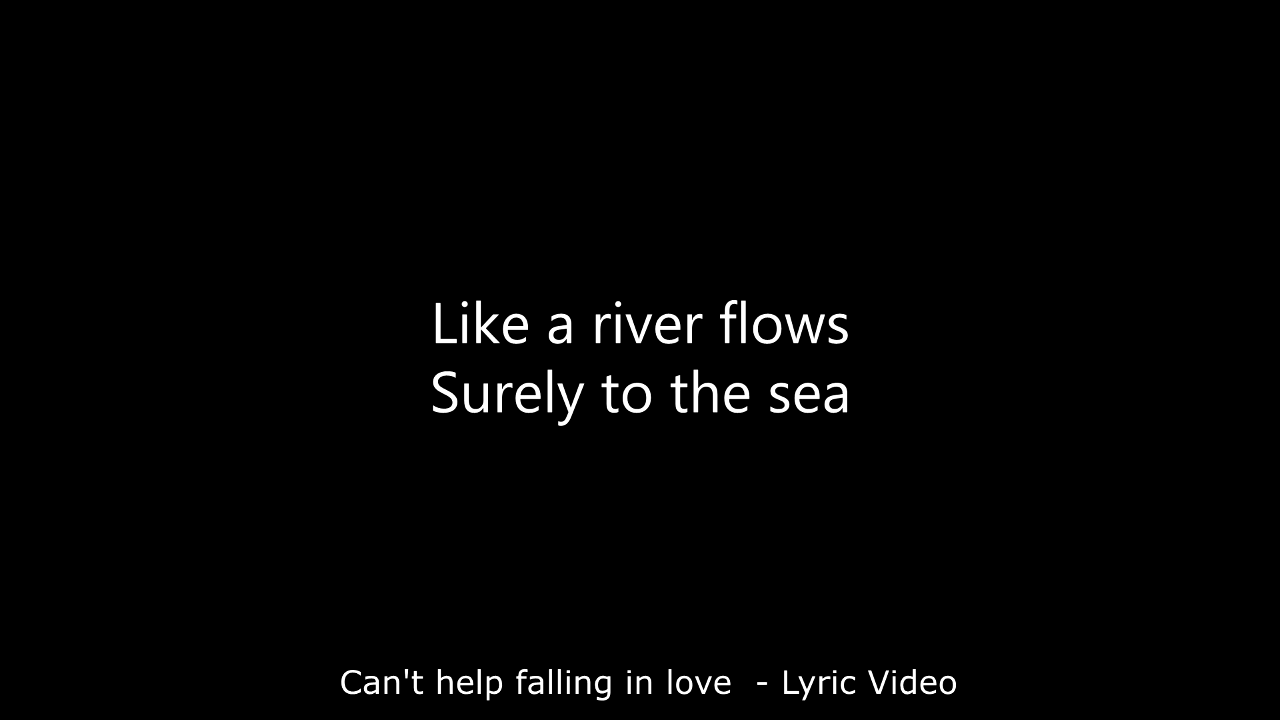 Like a river flows
Surely to the sea
Can't help falling in love  - Lyric Video